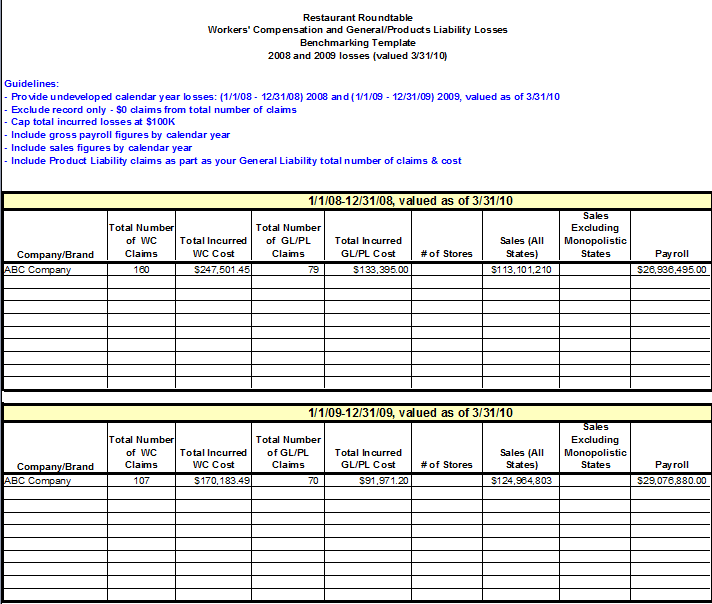 Restaurant Roundtable
Workers' Compensation and General/Products Liability Losses
Benchmarking Template
2008 and 2009 losses (valued 3/31/10)
Guidelines:
- Provide undeveloped calendar year losses: (1/1/08 - 12/31/08) 2008 and (1/1/09 - 12/31/09) 2009, valued as of 3/31/10
- Exclude record only - $0 claims from total number of claims
- Cap total incurred losses at $100K
- Include gross payroll figures by calendar year
- Include sales figures by calendar year
- Include Product Liability claims as part as your General Liability total number of claims & cost
1/1/08-12/31/08, valued as of 3/31/10
Sales
Total Number Total Number Excluding
of WC Total Incurred of GL/PL Total Incurred Sales (All Monopolistic
Company/Brand Claims WC Cost Claims GL/PL Cost # of Stores States) States Payroll
ABC Company 160 $247,501.45 79 $133,395.00 $113,101,210 $26,936,495.00
1/1/09-12/31/09, valued as of 3/31/10
Sales
Total Number Total Number Excluding
of WC Total Incurred of GL/PL Total Incurred Sales (All Monopolistic
Company/Brand Claims WC Cost Claims GL/PL Cost # of Stores States) States Payroll
ABC Company 107 $170,183.49 70 $91,971.20 $124,964,803 $29,076,880.00